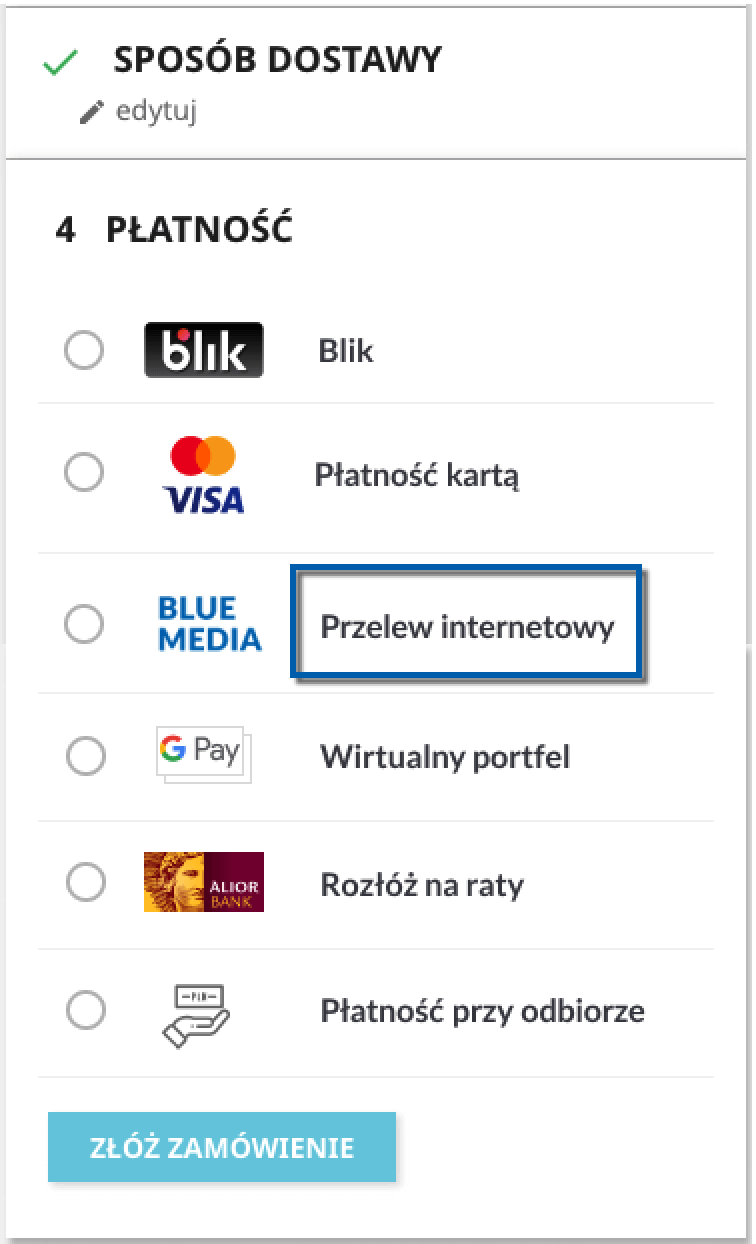 SPOSÓB DOSTAWY
edytuj
4 PŁATNOŚĆ
blik Blik
VISA Płatność kartą
BLUE
MEDIA Przelew internetowy
G Pay Wirtualny portfel
ALIOR
BANK Rozłóż na raty
Płatność przy odbiorze
ZŁÓŻ ZAMÓWIENIE